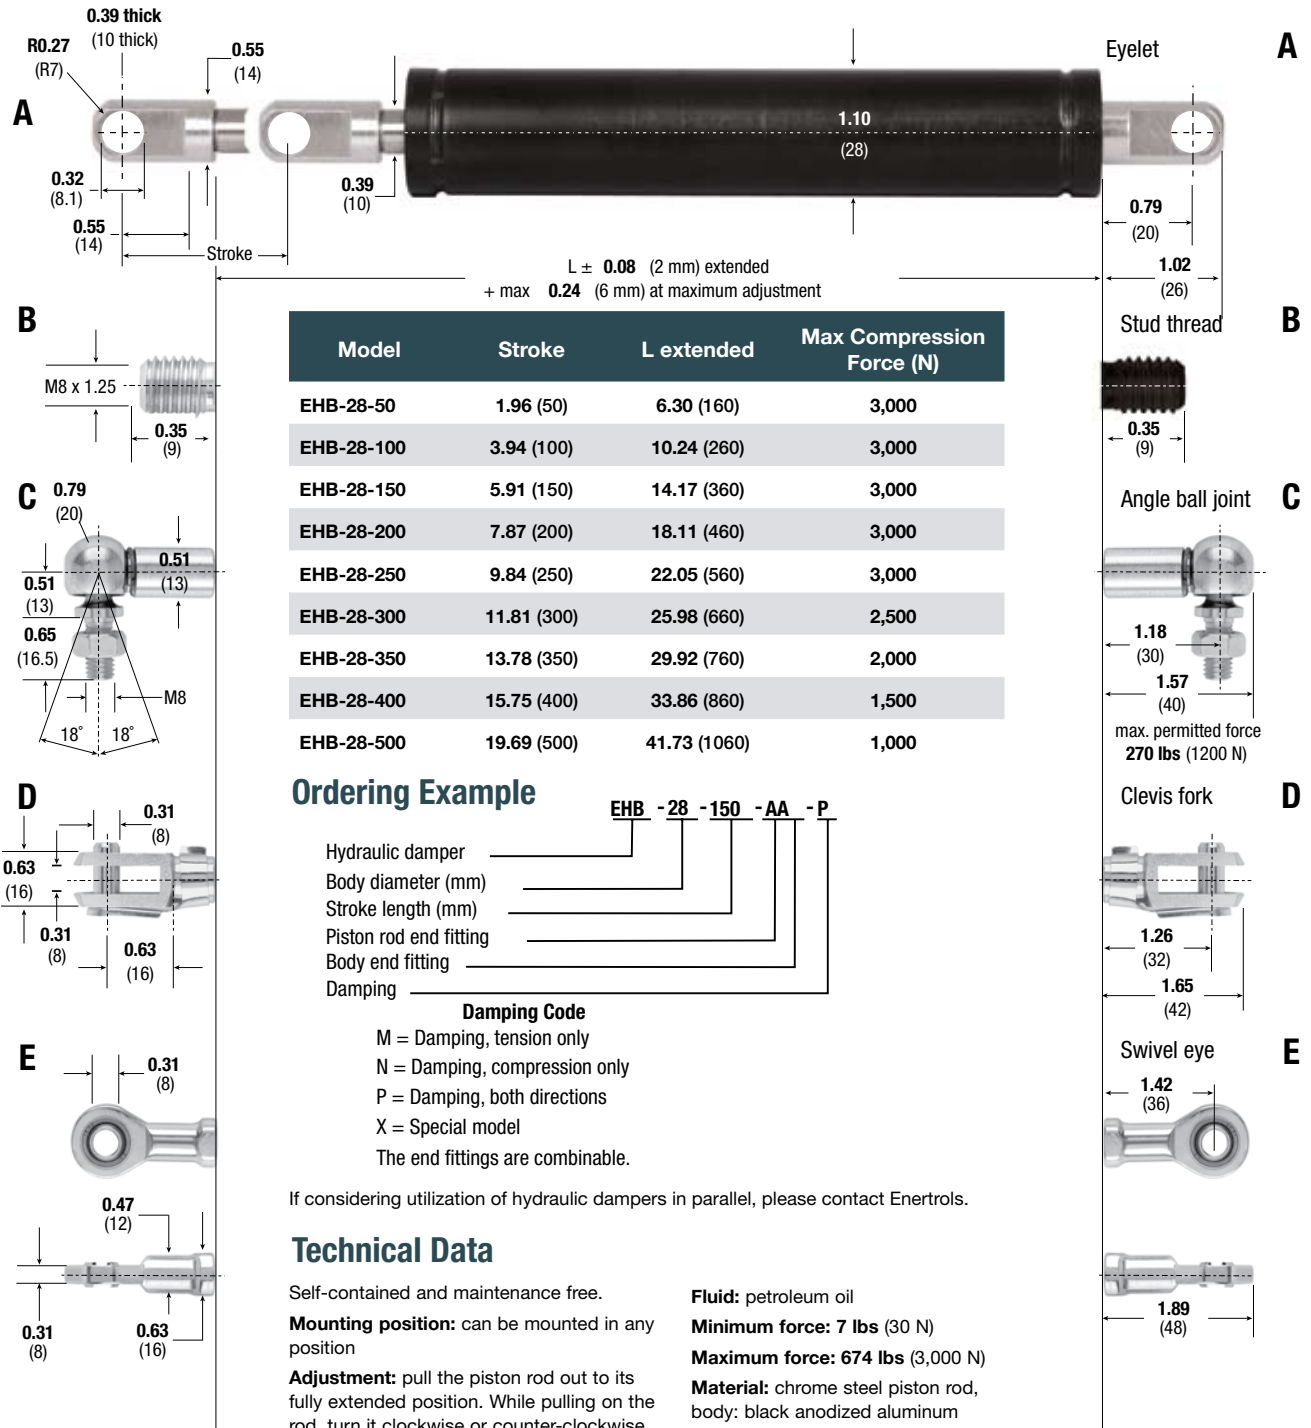 0.39 thick
(10 thick)
R0.27
(R7)
0.55
(14)
Eyelet
A
A
1.10
(28)
0.32
(8.1)
0.39
(10)
0.55
(14)
Stroke
0.79
(20)
1.02
(26)
L ± 0.08 (2 mm) extended
+ max 0.24 (6 mm) at maximum adjustment
B
M8 x 1.25
0.35
(9)
Stud thread
B
0.35
(9)
Model Stroke L extended Max Compression
Force (N)
EHB-28-50 1.96 (50) 6.30 (160) 3,000
EHB-28-100 3.94 (100) 10.24 (260) 3,000
EHB-28-150 5.91 (150) 14.17 (360) 3,000
EHB-28-200 7.87 (200) 18.11 (460) 3,000
EHB-28-250 9.84 (250) 22.05 (560) 3,000
EHB-28-300 11.81 (300) 25.98 (660) 2,500
EHB-28-350 13.78 (350) 29.92 (760) 2,000
EHB-28-400 15.75 (400) 33.86 (860) 1,500
EHB-28-500 19.69 (500) 41.73 (1060) 1,000
C
0.79
(20)
0.51
(13)
0.51
(13)
0.65
(16.5)
M8
18° 18°
Angle ball joint
C
1.18
(30)
1.57
(40)
max. permitted force
270 lbs (1200 N)
Ordering Example
EHB - 28 - 150 - AA - P
Hydraulic damper
Body diameter (mm)
Stroke length (mm)
Piston rod end fitting
Body end fitting
Damping
Damping Code
M = Damping, tension only
N = Damping, compression only
P = Damping, both directions
X = Special model
The end fittings are combinable.
D
0.31
(8)
0.63
(16)
0.31
(8)
0.63
(16)
Clevis fork
D
1.26
(32)
1.65
(42)
E
0.31
(8)
0.47
(12)
0.31
(8)
0.63
(16)
Swivel eye
E
1.42
(36)
1.89
(48)
If considering utilization of hydraulic dampers in parallel, please contact Enertrols.
Technical Data
Self-contained and maintenance free.
Mounting position: can be mounted in any
position
Adjustment: pull the piston rod out to its
fully extended position. While pulling on the
rod, turn it clockwise or counter-clockwise
Fluid: petroleum oil
Minimum force: 7 lbs (30 N)
Maximum force: 674 lbs (3,000 N)
Material: chrome steel piston rod,
body: black anodized aluminum